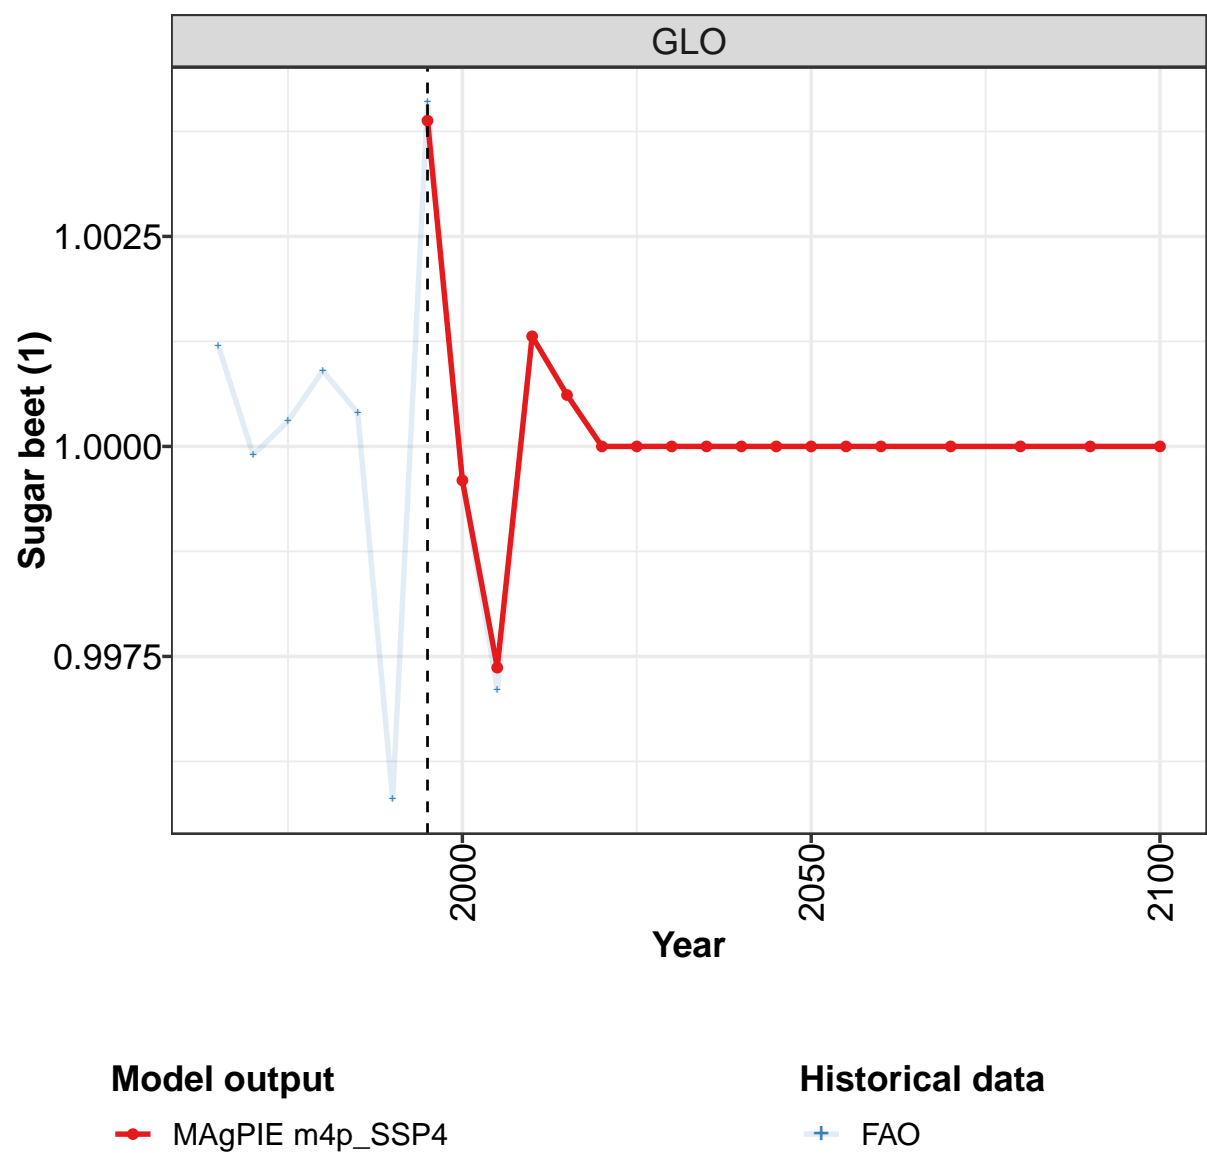 GLO
Sugar beet (1)
1.0025
1.0000
0.9975
2000
2050
2100
Year
Model output
MAgPIE m4p_SSP4
Historical data
FAO